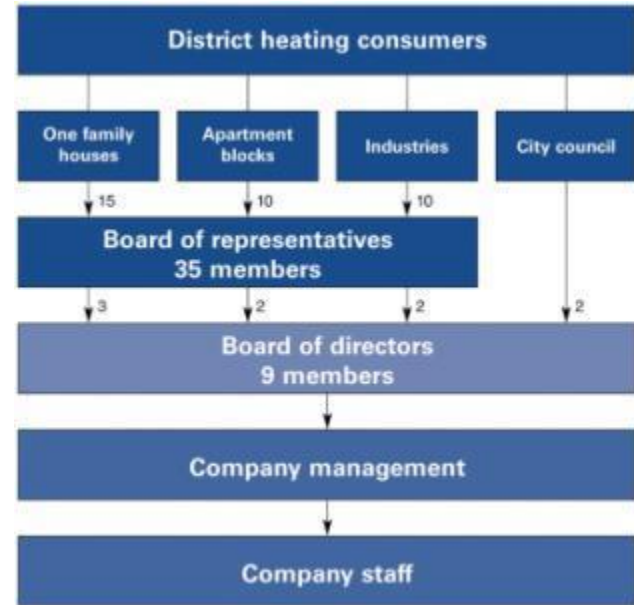 District heating consumers
One family
houses
Apartment
blocks
Industries
City council
15
10
10
Board of representatives
35 members
3
2
2
2
Board of directors
9 members
Company management
Company staff